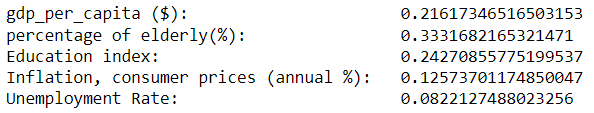 gdp_per_capita ($): 0.21617346516503153
percentage of elderly(%): 0.3331682165321471
Education index: 0.24270855775199537
Inflation, consumer prices (annual %): 0.12573701174850047
Unemployment Rate: 0.0822127488023256